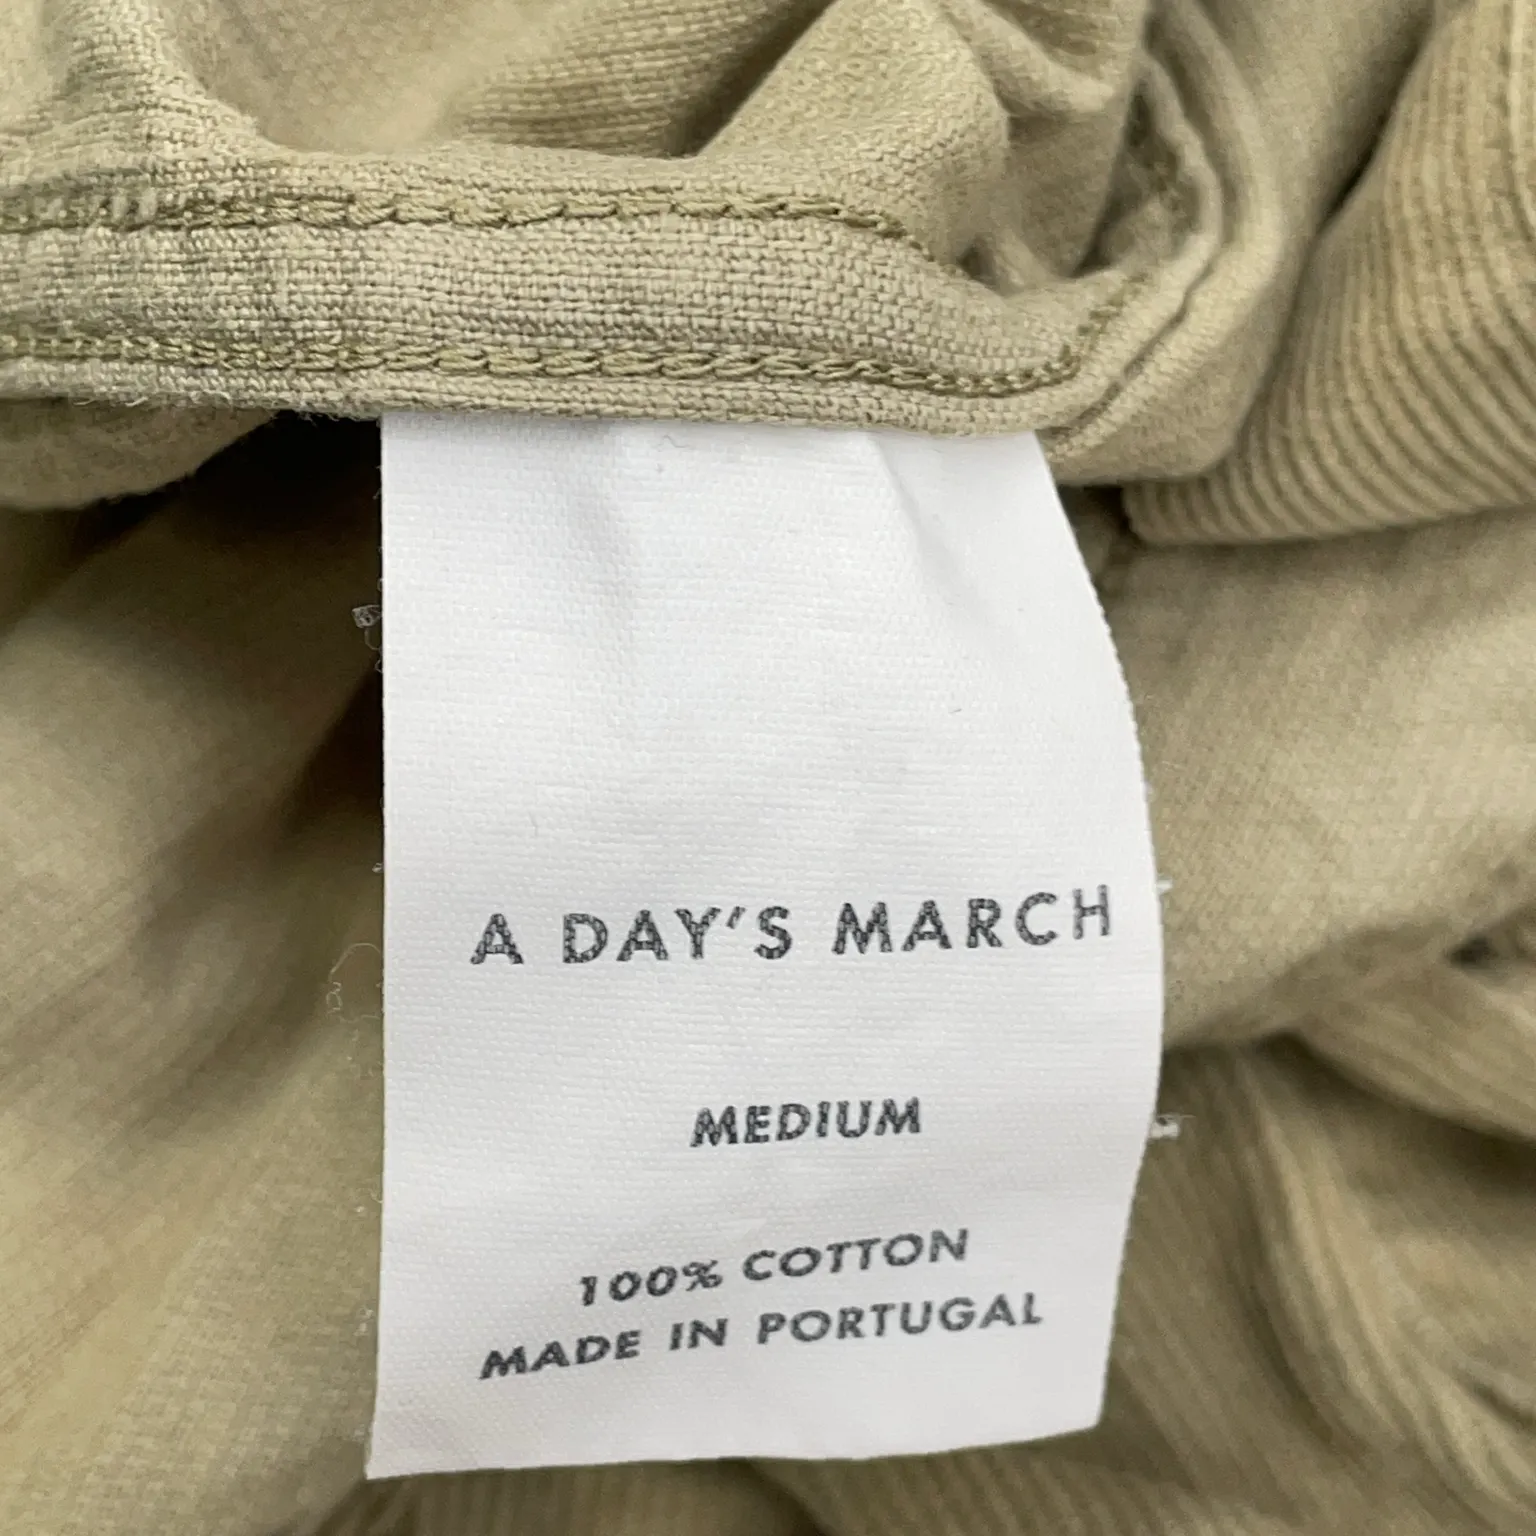 A DAY'S MARCH
MEDIUM
100% COTTON
MADE IN PORTUGAL